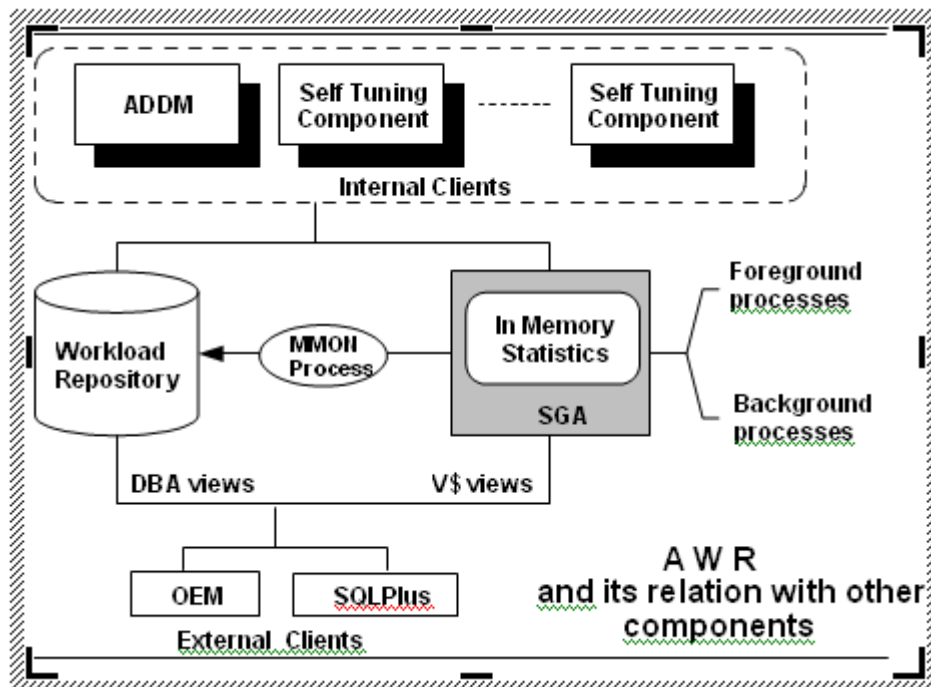 ADDM
Self Tuning
Component
Self Tuning
Component
Internal Clients
Workload
Repository
MMON
Process
In Memory
Statistics
SGA
Foreground
processes
Background
processes
DBA views
V$ views
OEM
SQLPlus
External Clients
A W R
and its relation with other
components